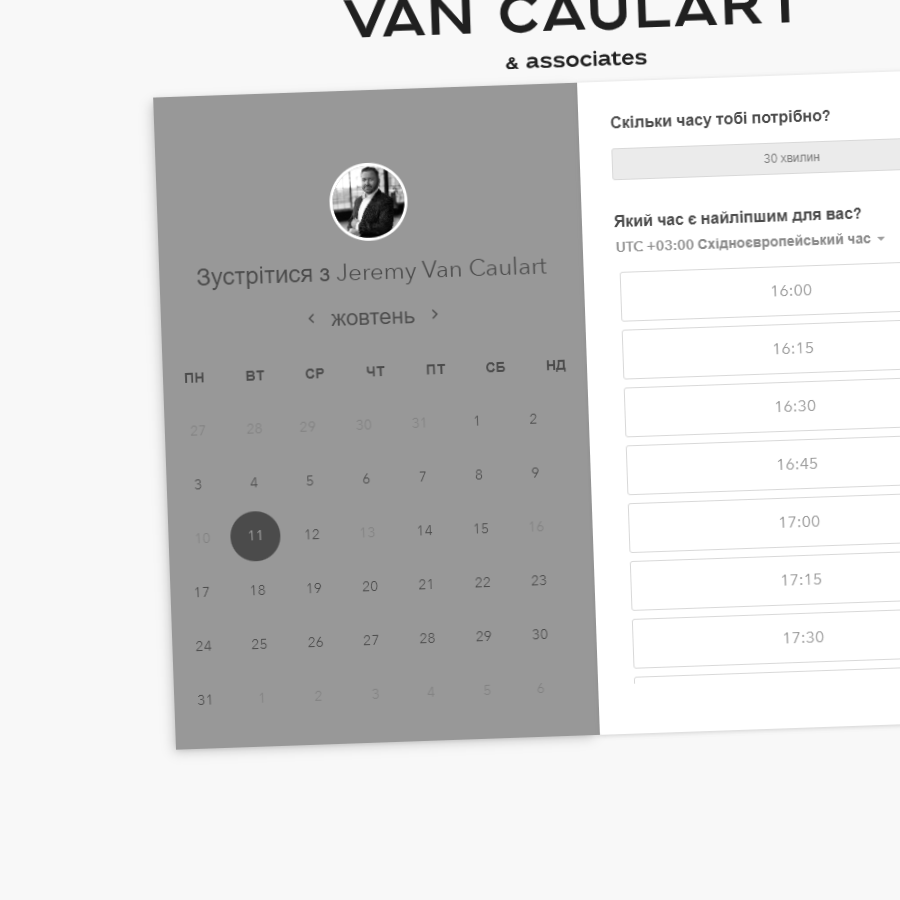 VAN CAULART
& associates
Зустрітися з Jeremy Van Caulart
‹ жовтень ›
ПН ВТ СР ЧТ ПТ СБ НД
27 28 29 30 31 1 2
3 4 5 6 7 8 9
10 11 12 13 14 15 16
17 18 19 20 21 22 23
24 25 26 27 28 29 30
31 1 2 3 4 5 6
Скільки часу тобі потрібно?
30 хвилин
Який час є найліпшим для вас?
UTC +03:00 Східноєвропейський час
16:00
16:15
16:30
16:45
17:00
17:15
17:30